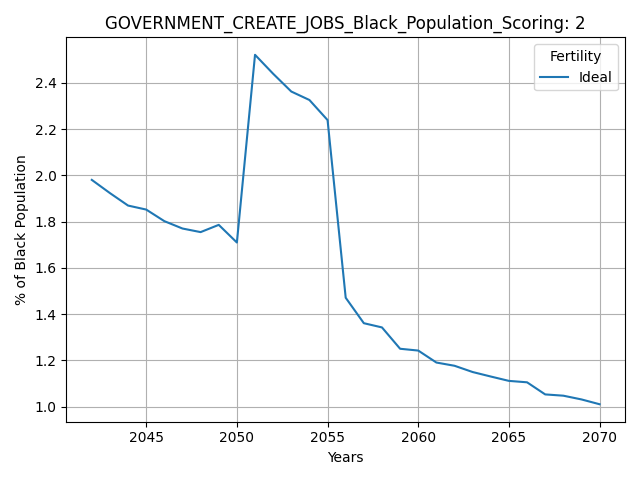 GOVERNMENT_CREATE_JOBS_Black_Population_Scoring: 2
Fertility
Ideal
% of Black Population
2.4
2.2
2.0
1.8
1.6
1.4
1.2
1.0
2045 2050 2055 2060 2065 2070
Years